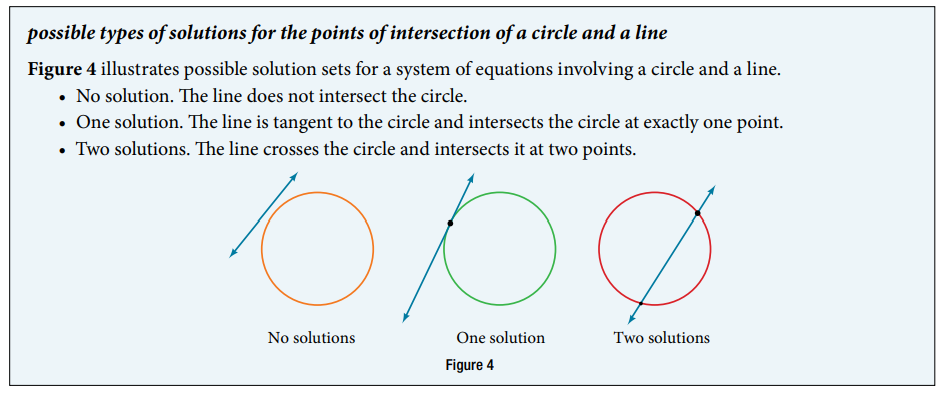 possible types of solutions for the points of intersection of a circle and a line
Figure 4 illustrates possible solution sets for a system of equations involving a circle and a line.
• No solution. The line does not intersect the circle.
• One solution. The line is tangent to the circle and intersects the circle at exactly one point.
• Two solutions. The line crosses the circle and intersects it at two points.
No solutions One solution Two solutions
Figure 4